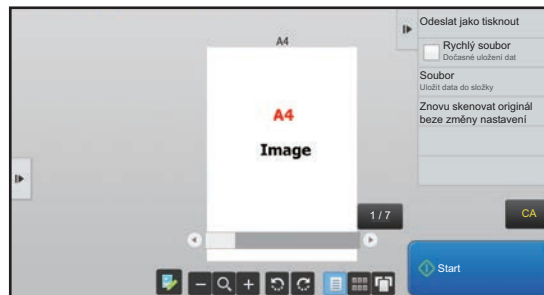 A4
A4
Image
1 / 7
Odeslat jako tisknout
Rychlý soubor
Dočasné uložení dat
Soubor
Uložit data do složky
Znovu skenovat originál
beze změny nastavení
CA
Start